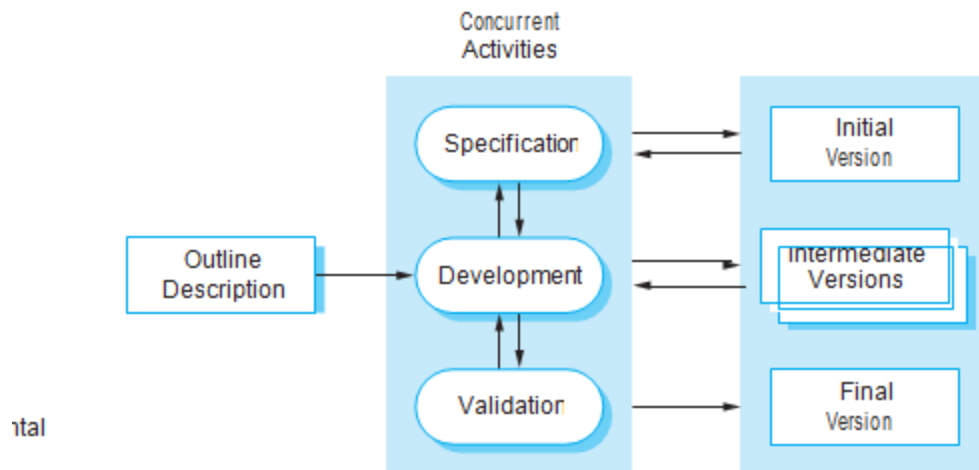 Concurrent
Activities
Specification
Initial
Version
Outline
Description
Development
Intermediate
Versions
Validation
Final
Version
ntal